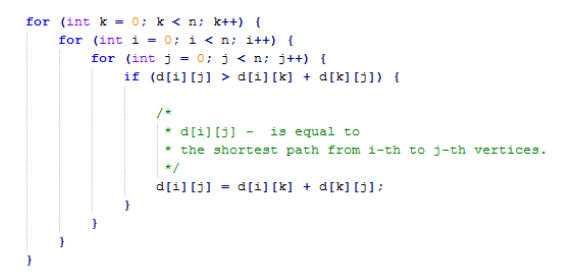 for (int k = 0; k < n; k++) {
    for (int i = 0; i < n; i++) {
        for (int j = 0; j < n; j++) {
            if (d[i][j] > d[i][k] + d[k][j]) {

                /*
                 * d[i][j] -  is equal to
                 * the shortest path from i-th to j-th vertices.
                 */
                d[i][j] = d[i][k] + d[k][j];
            }
        }
    }
}